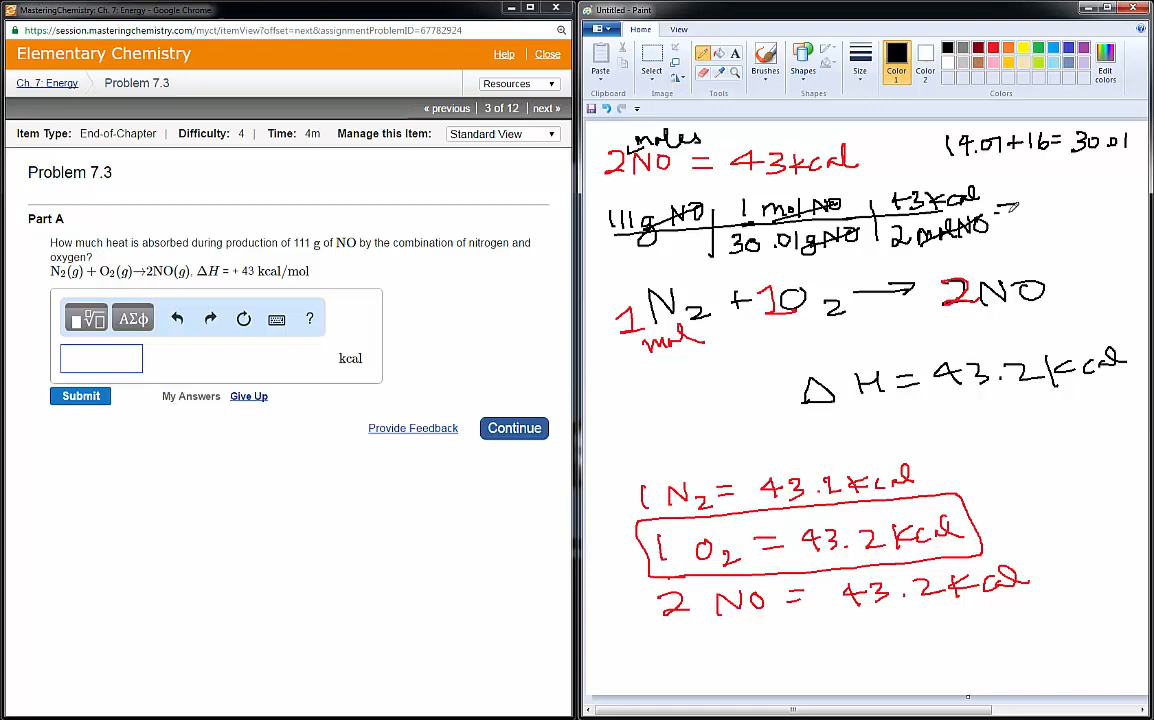 MasteringChemistry: Ch. 7: Energy - Google Chrome
https://session.masteringchemistry.com/myct/itemView?offset=next&assignmentProblemID=67782924
Elementary Chemistry
Help | Close
Ch. 7: Energy
Problem 7.3
Resources
« previous | 3 of 12 | next »
Item Type: End-of-Chapter | Difficulty: 4 | Time: 4m | Manage this Item: Standard View
Problem 7.3
Part A
How much heat is absorbed during production of 111 g of NO by the combination of nitrogen and
oxygen?
N₂(g) + O₂(g)→2NO(g), ΔH = + 43 kcal/mol
ΑΣϕ
?
kcal
Submit
My Answers Give Up
Provide Feedback
Continue
Untitled - Paint
Home View
Paste
Select
Brushes
Shapes
Size
Color 1
Color 2
Edit colors
Clipboard
Image
Tools
Colors
moles
2NO = 43kcal
14.01+16=30.01
111g NO | 1 mol NO | 43kcal
30.01g NO | 2 mol NO =
1N₂ + 1O₂ → 2NO
mol
Δ H = 43.2 kcal
1 N₂ = 43.2kcal
1 O₂ = 43.2kcal
2 NO = 43.2kcal